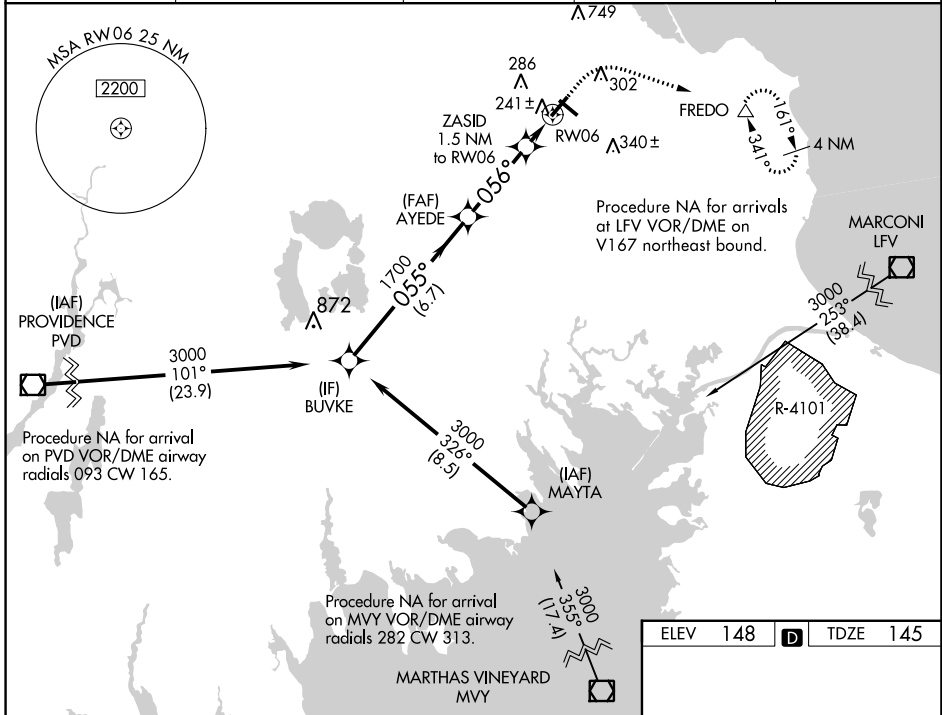 749
MSA RW06 25 NM
2200
286
241±
302
FREDO
161°
341°
4 NM
ZASID
1.5 NM
to RW06
RW06
340±
056°
(FAF)
AYEDE
Procedure NA for arrivals
at LFV VOR/DME on
V167 northeast bound.
MARCONI
LFV
1700
055°
(6.7)
3000
253°
(38.4)
872
(IAF)
PROVIDENCE
PVD
3000
101°
(23.9)
(IF)
BUVKE
R-4101
Procedure NA for arrival
on PVD VOR/DME airway
radials 093 CW 165.
3000
326°
(8.5)
(IAF)
MAYTA
Procedure NA for arrival
on MVY VOR/DME airway
radials 282 CW 313.
3000
355°
(17.4)
MARTHAS VINEYARD
MVY
ELEV 148 D TDZE 145